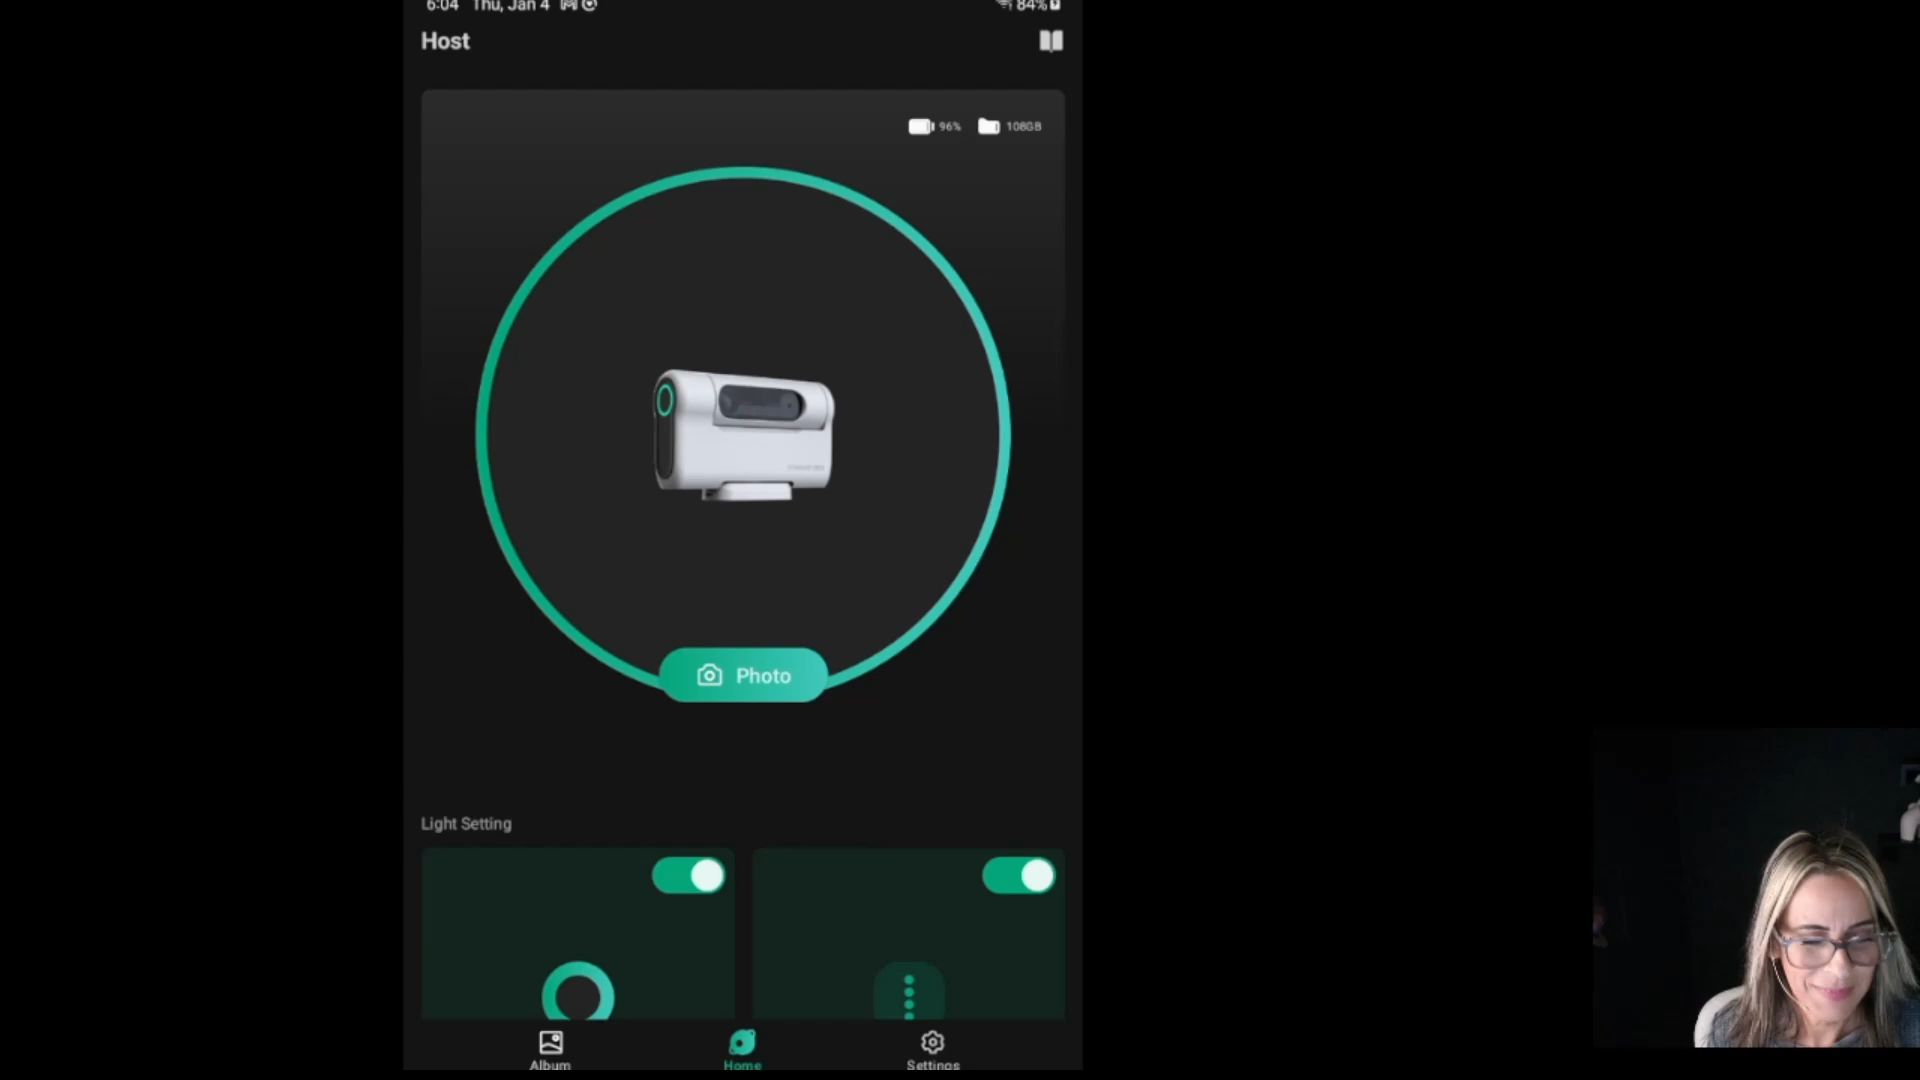 6:04 Thu, Jan 4
84%
Host
96% 108GB
Photo
Light Setting
Album Home Settings